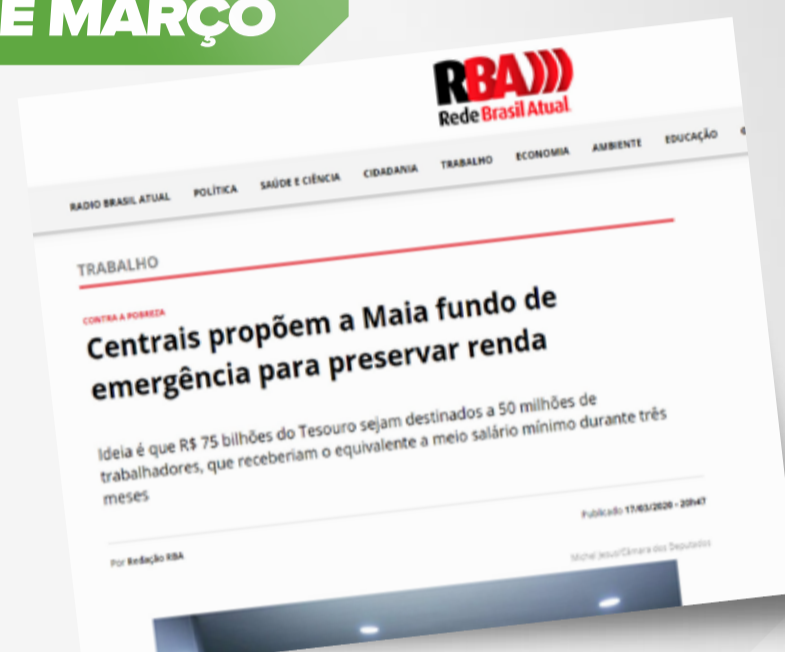 E MARÇO
RBA
Rede Brasil Atual
RADIO BRASIL ATUAL POLÍTICA SAÚDE E CIÊNCIA CIDADANIA TRABALHO ECONOMIA AMBIENTE EDUCAÇÃO
TRABALHO
CONTRA A POBREZA
Centrais propõem a Maia fundo de
emergência para preservar renda
Ideia é que R$ 75 bilhões do Tesouro sejam destinados a 50 milhões de
trabalhadores, que receberiam o equivalente a meio salário mínimo durante três
meses
Publicado 17/03/2020 - 20h47
Por Redação RBA
Michel Jesus/Câmara dos Deputados